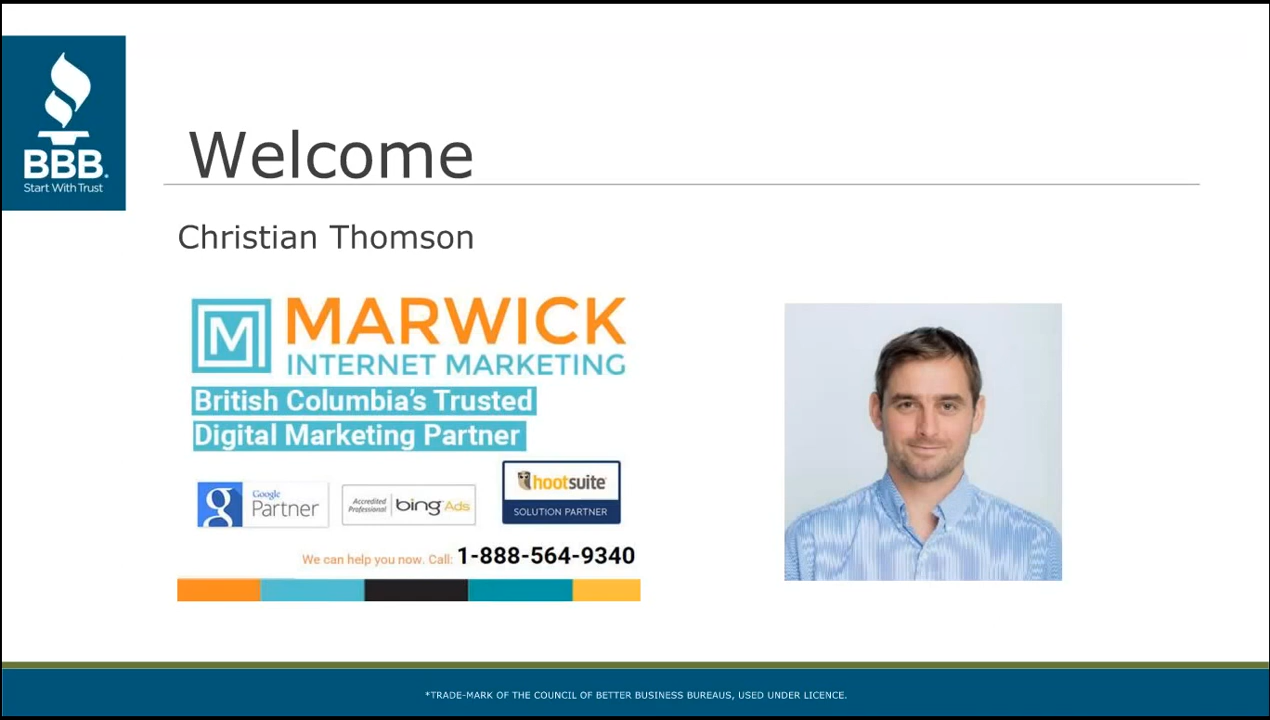 BBB.
Start With Trust
Welcome
Christian Thomson
M
MARWICK
INTERNET MARKETING
British Columbia's Trusted
Digital Marketing Partner
g
Google
Partner
Accredited
Professional
bing Ads
hootsuite
SOLUTION PARTNER
We can help you now. Call: 1-888-564-9340
*TRADE-MARK OF THE COUNCIL OF BETTER BUSINESS BUREAUS, USED UNDER LICENCE.